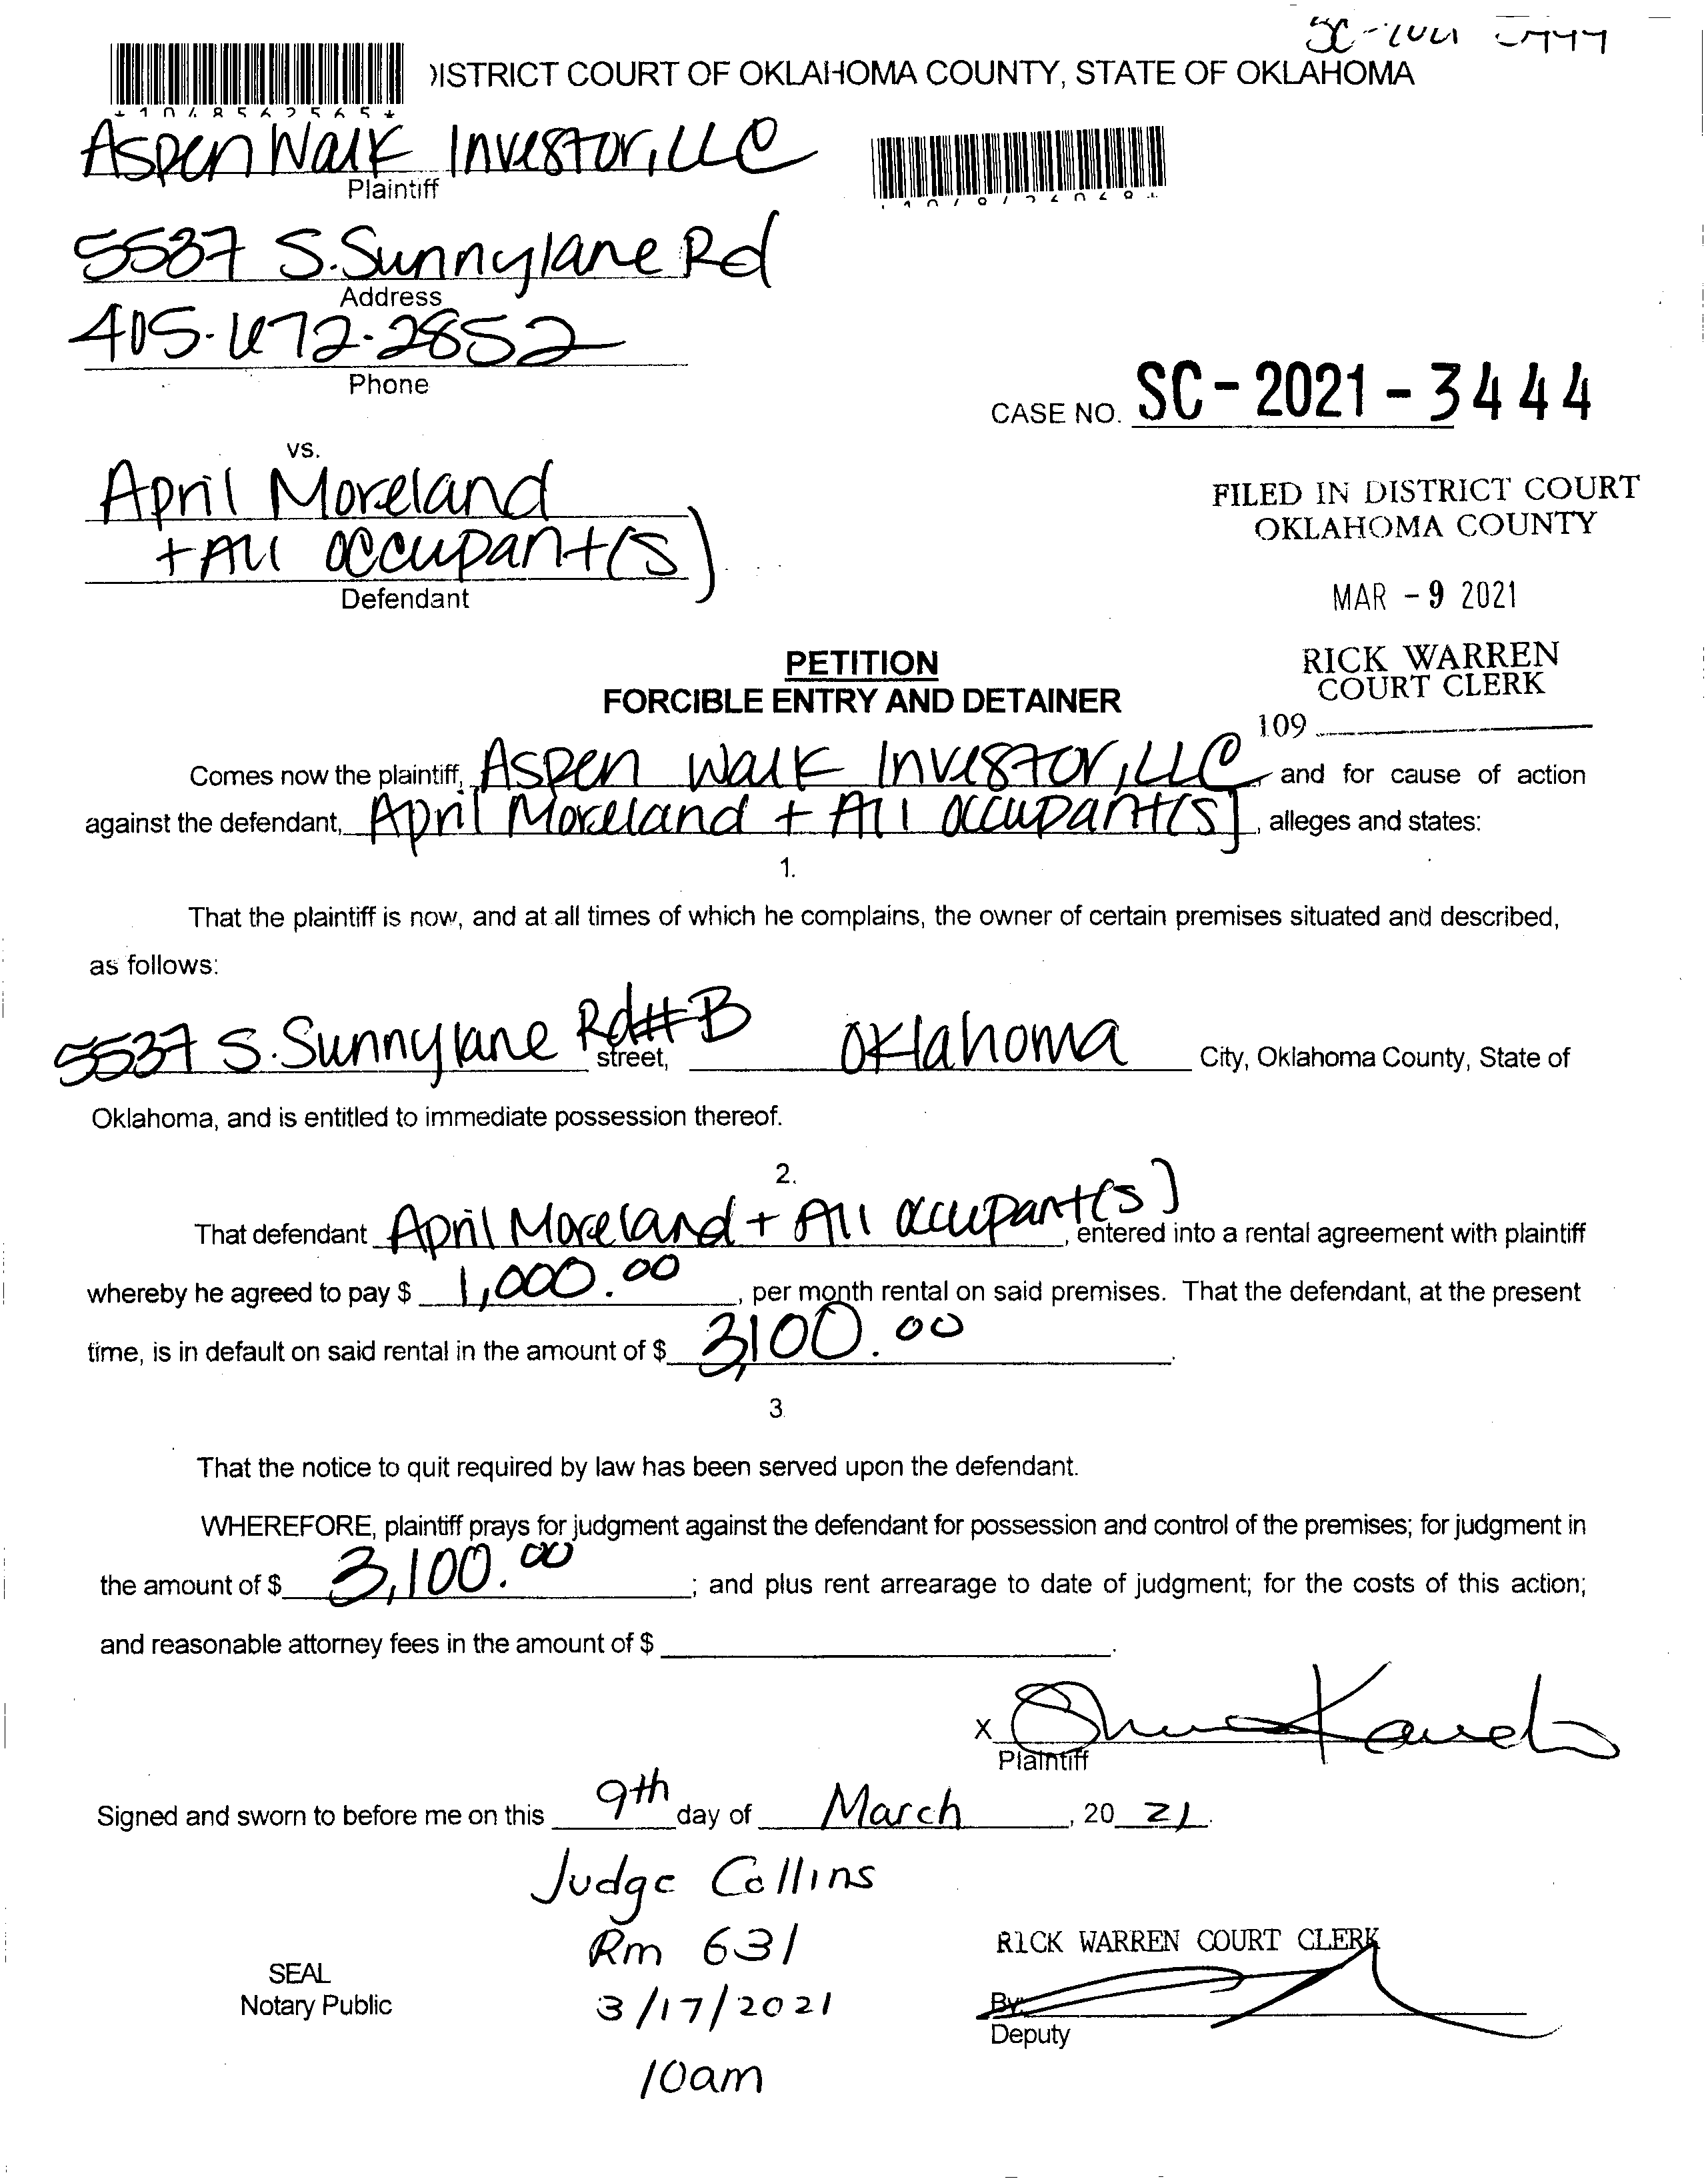 SC-2021 3444
DISTRICT COURT OF OKLAHOMA COUNTY, STATE OF OKLAHOMA
Aspen Walk Investor, LLC
Plaintiff
5537 S. Sunnylane Rd
Address
405-672-2852
Phone
CASE NO. SC-2021-3444
vs.
April Moreland
+ All occupant(s)
Defendant
FILED IN DISTRICT COURT
OKLAHOMA COUNTY
MAR -9 2021
RICK WARREN
COURT CLERK
109
PETITION
FORCIBLE ENTRY AND DETAINER
Comes now the plaintiff, Aspen Walk Investor, LLC, and for cause of action
against the defendant, April Moreland + All occupant(s), alleges and states:
1.
That the plaintiff is now, and at all times of which he complains, the owner of certain premises situated and described,
as follows:
5537 S. Sunnylane Rd#B street, Oklahoma City, Oklahoma County, State of
Oklahoma, and is entitled to immediate possession thereof.
2.
That defendant April Moreland + All occupant(s), entered into a rental agreement with plaintiff
whereby he agreed to pay $ 1,000.00, per month rental on said premises. That the defendant, at the present
time, is in default on said rental in the amount of $ 3,100.00.
3
That the notice to quit required by law has been served upon the defendant.
WHEREFORE, plaintiff prays for judgment against the defendant for possession and control of the premises; for judgment in
the amount of $ 3,100.00; and plus rent arrearage to date of judgment; for the costs of this action;
and reasonable attorney fees in the amount of $ .
X
Plaintiff
Signed and sworn to before me on this 9th day of March, 20 21.
Judge Collins
Rm 631
3/17/2021
10am
SEAL
Notary Public
RICK WARREN COURT CLERK
By:
Deputy